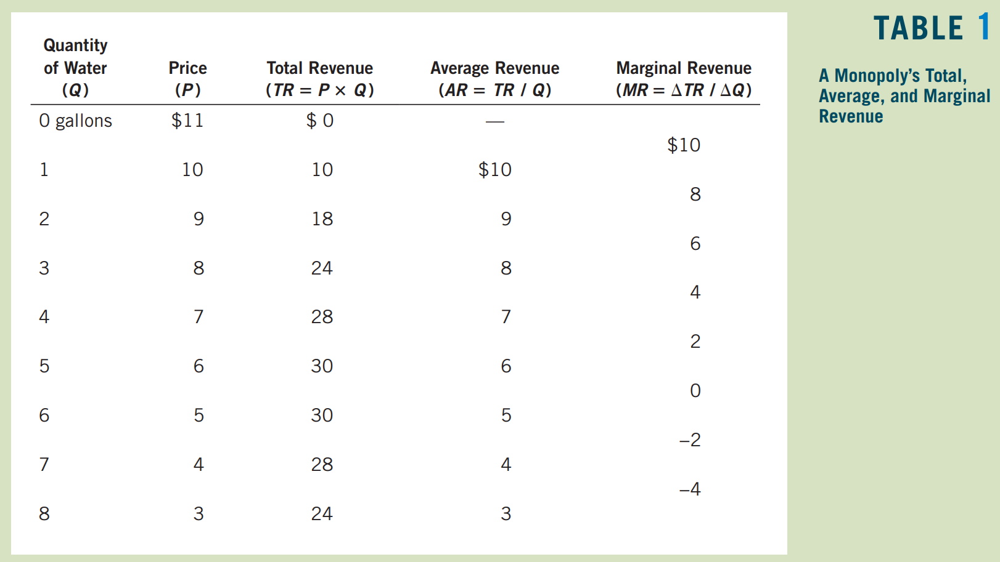 TABLE 1
A Monopoly's Total,
Average, and Marginal
Revenue
Quantity
of Water Price Total Revenue Average Revenue Marginal Revenue
(Q) (P) (TR = P × Q) (AR = TR / Q) (MR = ΔTR / ΔQ)
0 gallons $11 $ 0 —
$10
1 10 10 $10
8
2 9 18 9
6
3 8 24 8
4
4 7 28 7
2
5 6 30 6
0
6 5 30 5
–2
7 4 28 4
–4
8 3 24 3